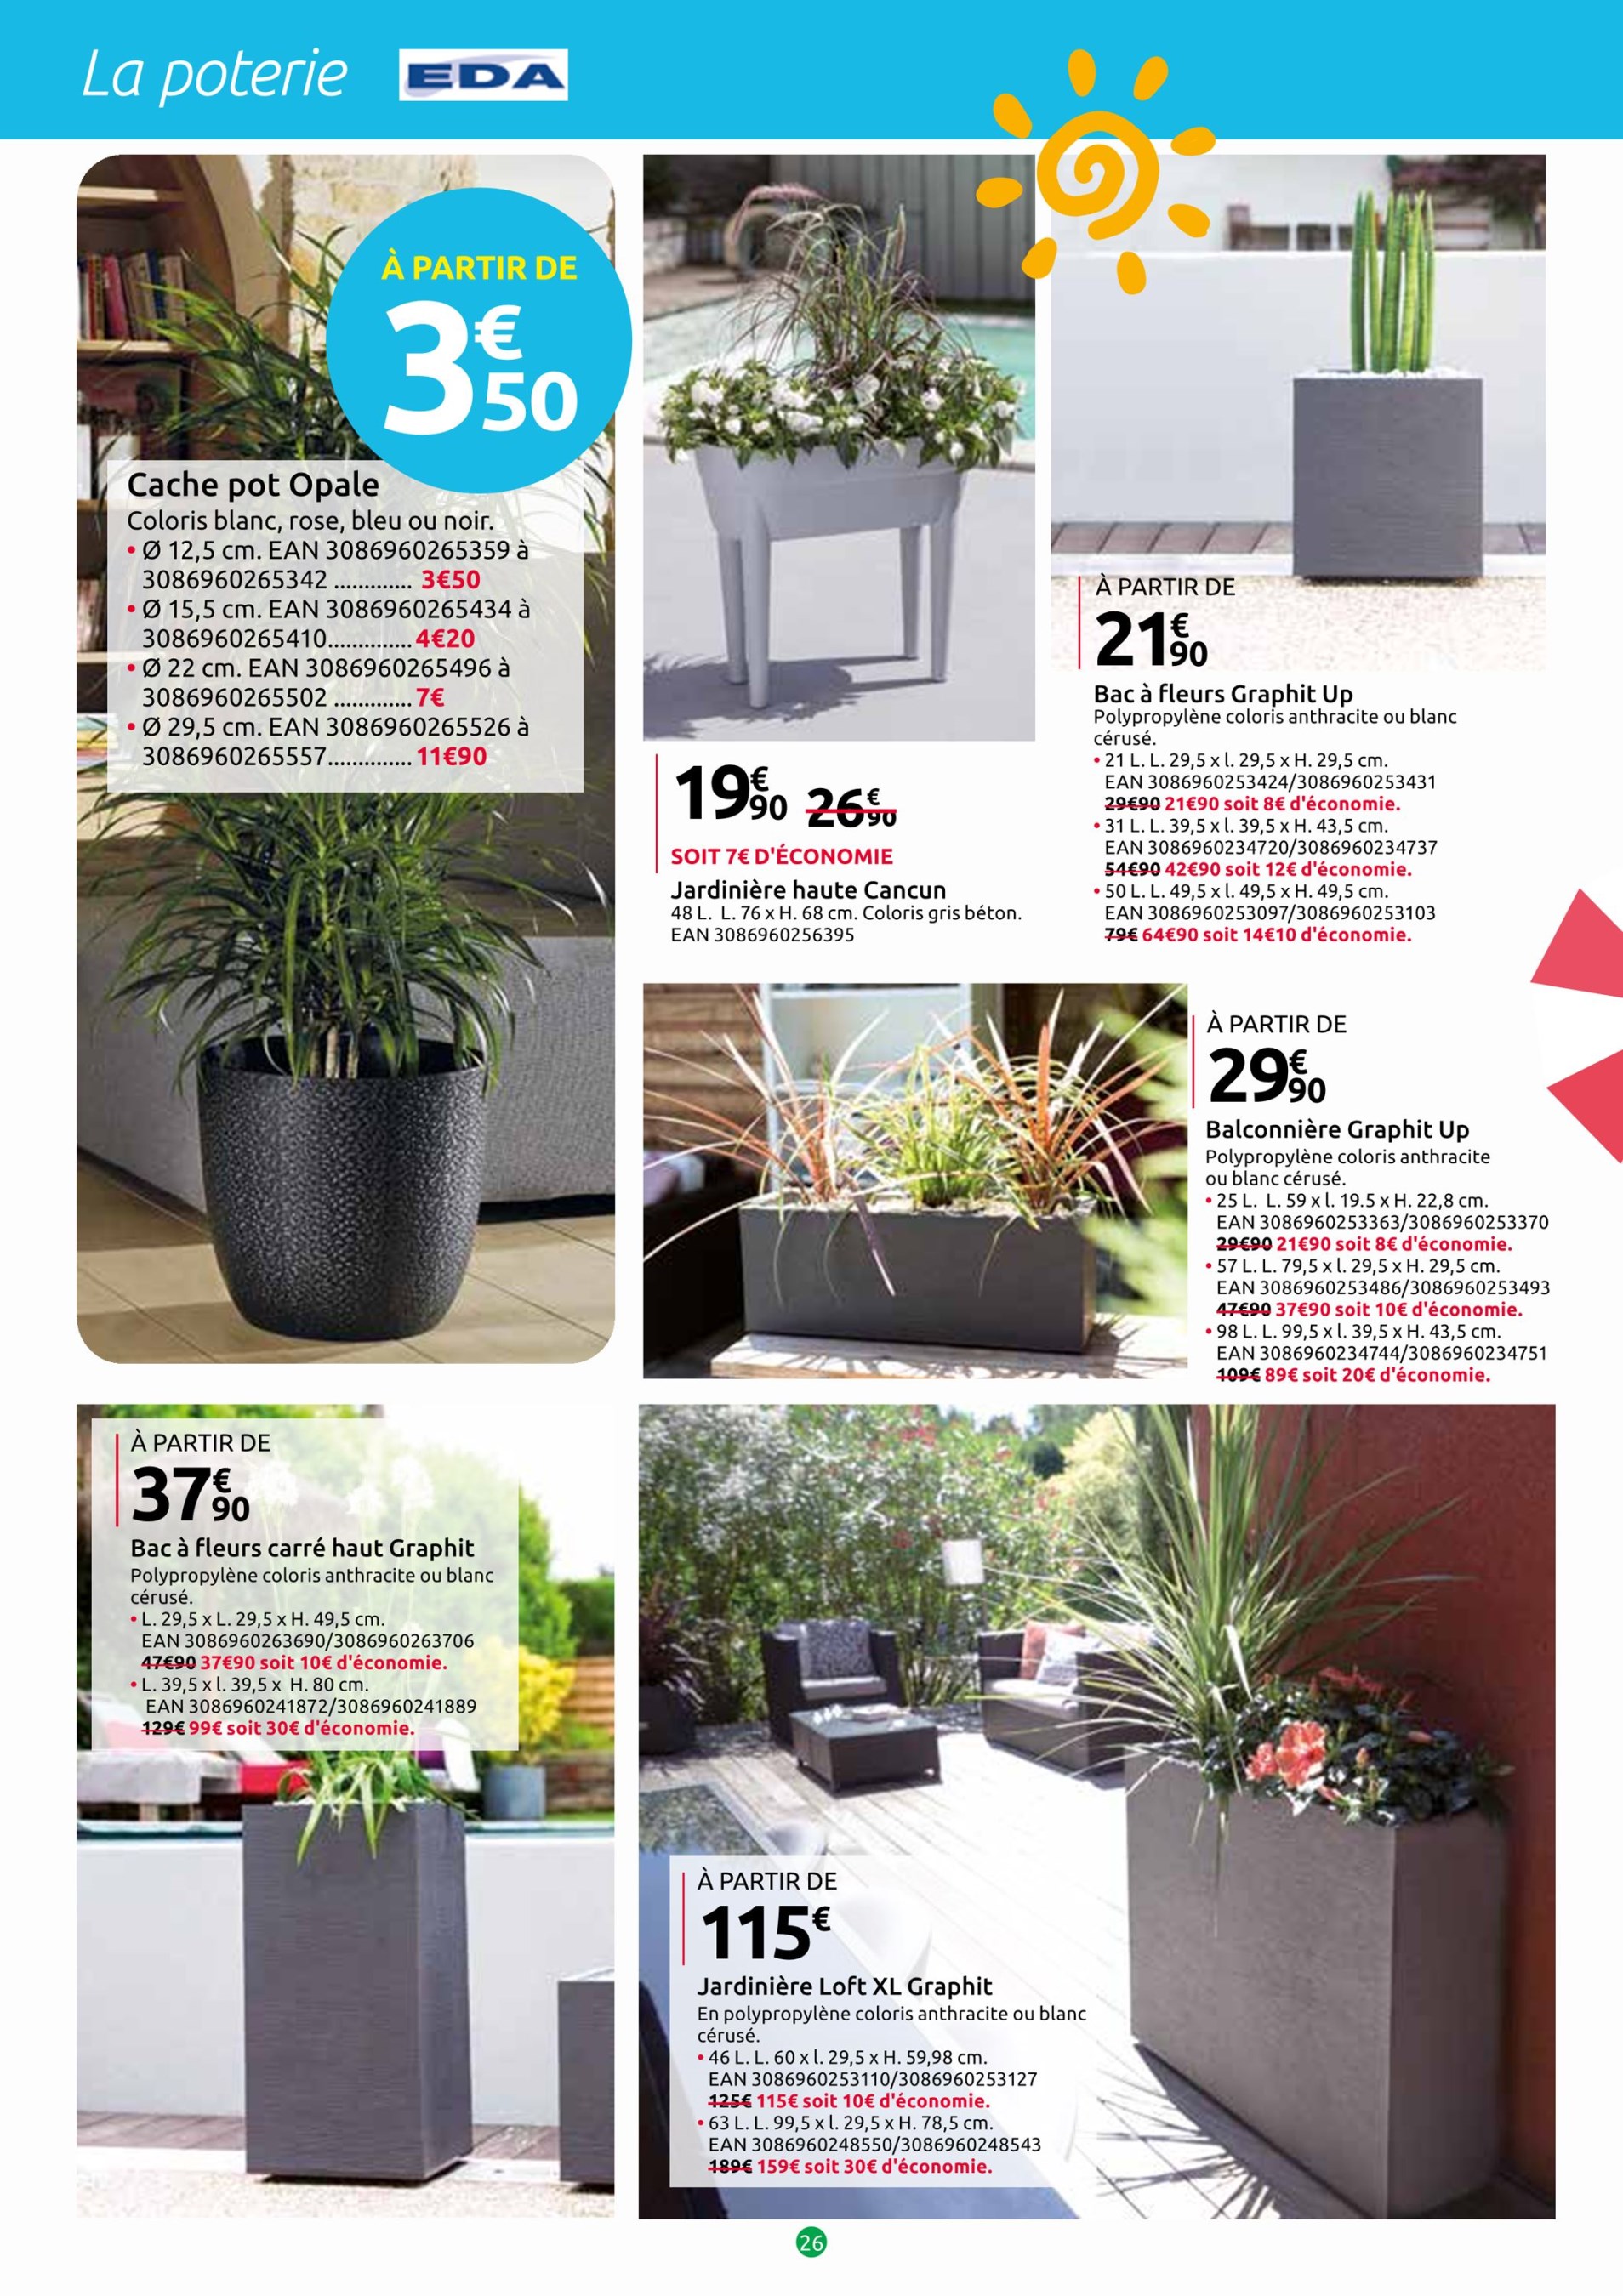 La poterie EDA
À PARTIR DE
3€50
Cache pot Opale
Coloris blanc, rose, bleu ou noir.
• Ø 12,5 cm. EAN 3086960265359 à
3086960265342 ............. 3€50
• Ø 15,5 cm. EAN 3086960265434 à
3086960265410.............. 4€20
• Ø 22 cm. EAN 3086960265496 à
3086960265502 ............. 7€
• Ø 29,5 cm. EAN 3086960265526 à
3086960265557.............. 11€90
19€90 26€90
SOIT 7€ D'ÉCONOMIE
Jardinière haute Cancun
48 L. L. 76 x H. 68 cm. Coloris gris béton.
EAN 3086960256395
À PARTIR DE
21€90
Bac à fleurs Graphit Up
Polypropylène coloris anthracite ou blanc
cérusé.
• 21 L. L. 29,5 x l. 29,5 x H. 29,5 cm.
EAN 3086960253424/3086960253431
29€90 21€90 soit 8€ d'économie.
• 31 L. L. 39,5 x l. 39,5 x H. 43,5 cm.
EAN 3086960234720/3086960234737
54€90 42€90 soit 12€ d'économie.
• 50 L. L. 49,5 x l. 49,5 x H. 49,5 cm.
EAN 3086960253097/3086960253103
79€ 64€90 soit 14€10 d'économie.
À PARTIR DE
29€90
Balconnière Graphit Up
Polypropylène coloris anthracite
ou blanc cérusé.
• 25 L. L. 59 x l. 19.5 x H. 22,8 cm.
EAN 3086960253363/3086960253370
29€90 21€90 soit 8€ d'économie.
• 57 L. L. 79,5 x l. 29,5 x H. 29,5 cm.
EAN 3086960253486/3086960253493
47€90 37€90 soit 10€ d'économie.
• 98 L. L. 99,5 x l. 39,5 x H. 43,5 cm.
EAN 3086960234744/3086960234751
109€ 89€ soit 20€ d'économie.
À PARTIR DE
37€90
Bac à fleurs carré haut Graphit
Polypropylène coloris anthracite ou blanc
cérusé.
• L. 29,5 x L. 29,5 x H. 49,5 cm.
EAN 3086960263690/3086960263706
47€90 37€90 soit 10€ d'économie.
• L. 39,5 x l. 39,5 x H. 80 cm.
EAN 3086960241872/3086960241889
129€ 99€ soit 30€ d'économie.
À PARTIR DE
115€
Jardinière Loft XL Graphit
En polypropylène coloris anthracite ou blanc
cérusé.
• 46 L. L. 60 x l. 29,5 x H. 59,98 cm.
EAN 3086960253110/3086960253127
125€ 115€ soit 10€ d'économie.
• 63 L. L. 99,5 x l. 29,5 x H. 78,5 cm.
EAN 3086960248550/3086960248543
189€ 159€ soit 30€ d'économie.
26